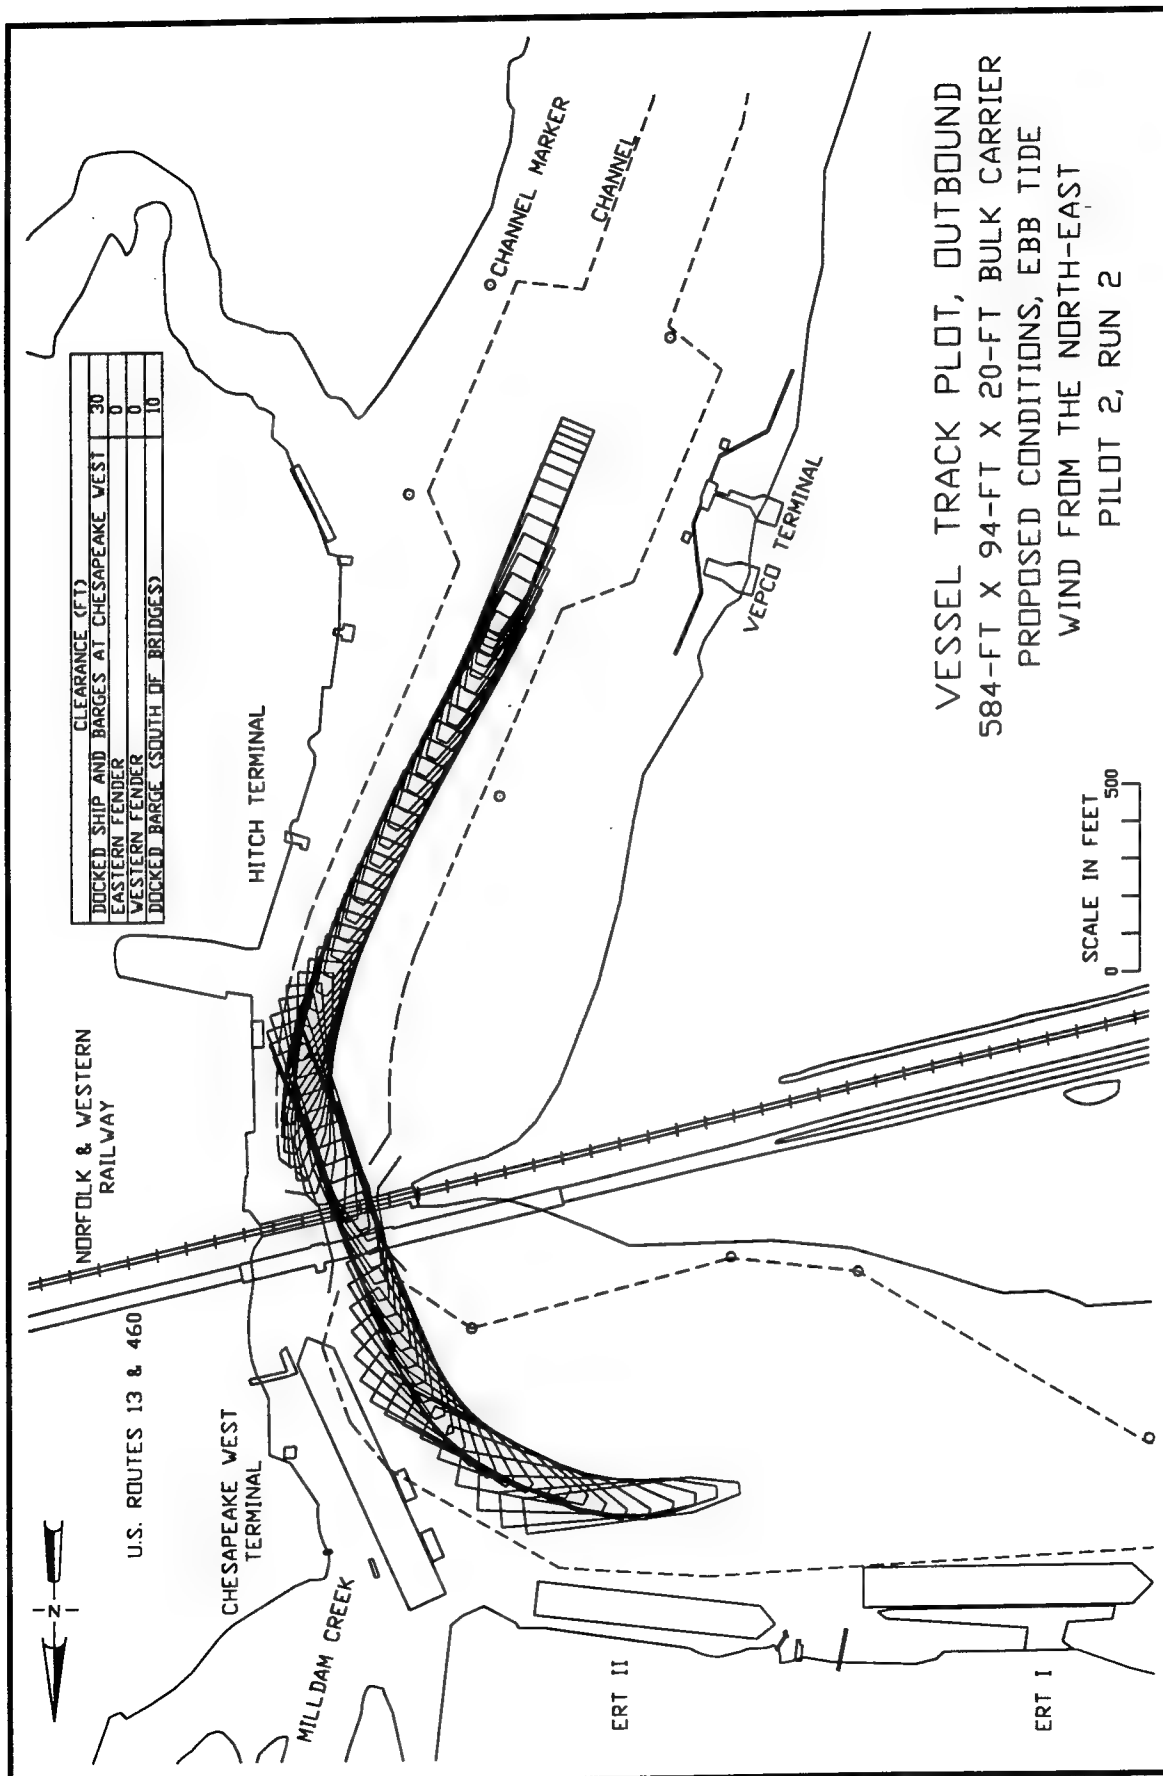 CLEARANCE (FT)
DOCKED SHIP AND BARGES AT CHESAPEAKE WEST 30
EASTERN FENDER 0
WESTERN FENDER 0
DOCKED BARGE (SOUTH OF BRIDGES) 10
N
U.S. ROUTES 13 & 460
NORFOLK & WESTERN
RAILWAY
HITCH TERMINAL
CHESAPEAKE WEST
TERMINAL
MILLDAM CREEK
CHANNEL MARKER
CHANNEL
VEPCO TERMINAL
ERT II
ERT I
SCALE IN FEET
0 500
VESSEL TRACK PLOT, OUTBOUND
584-FT X 94-FT X 20-FT BULK CARRIER
PROPOSED CONDITIONS, EBB TIDE
WIND FROM THE NORTH-EAST
PILOT 2, RUN 2